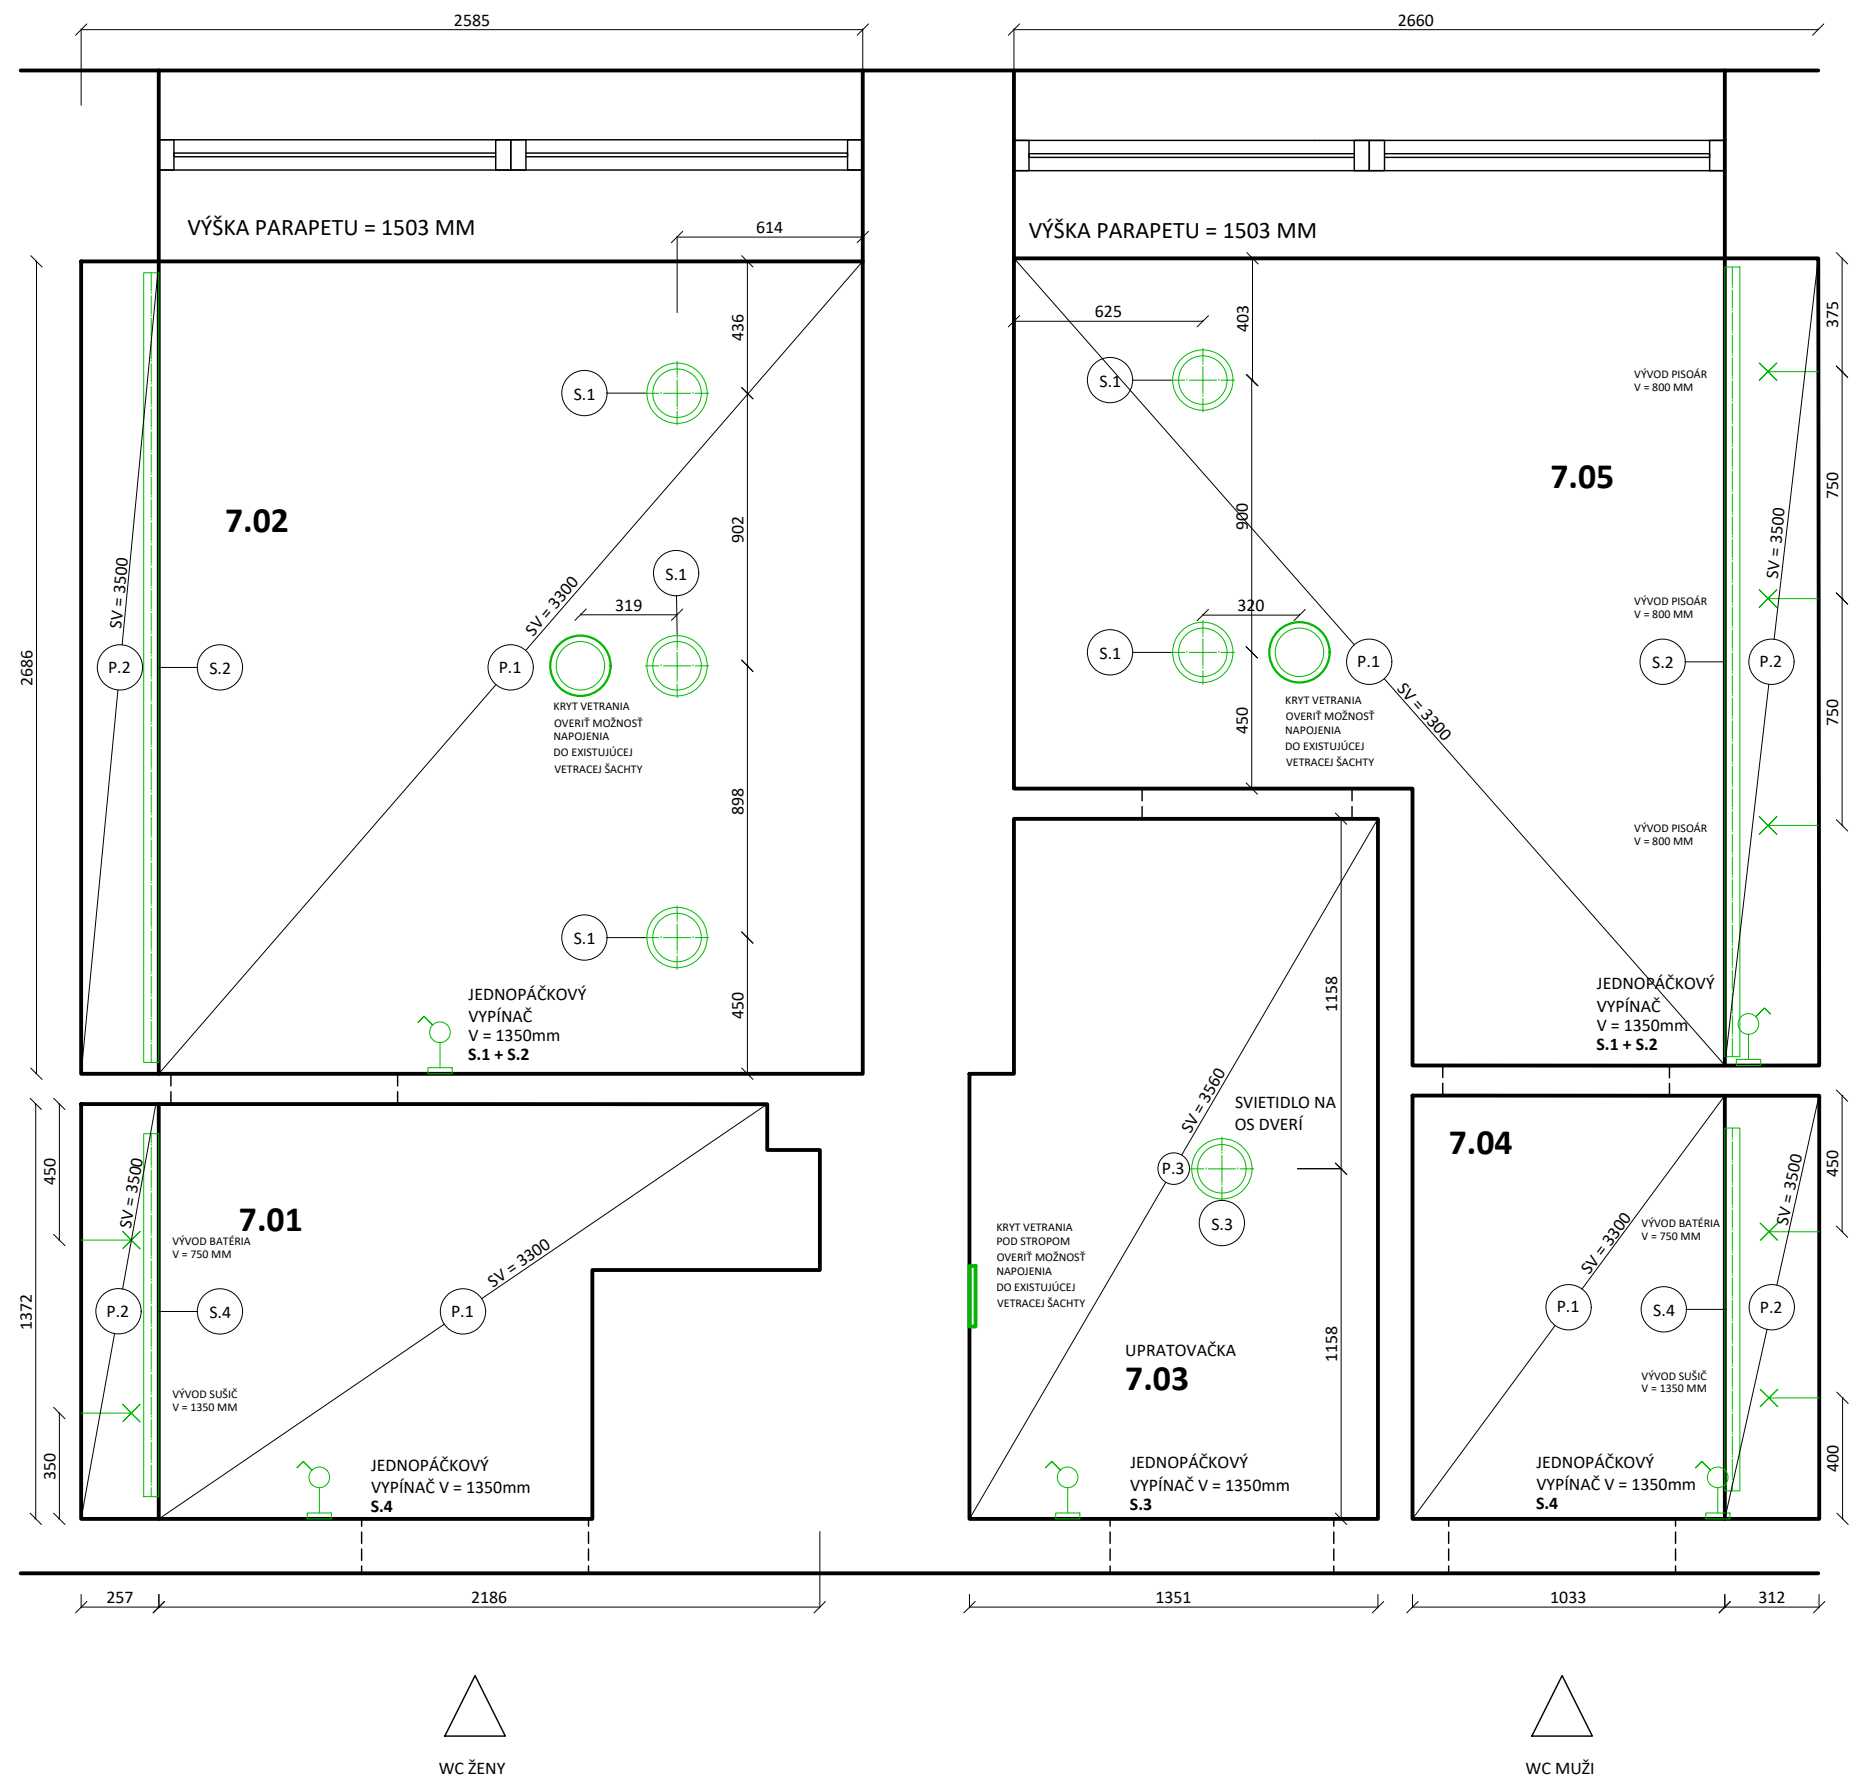 2585
2660
VÝŠKA PARAPETU = 1503 MM
614
VÝŠKA PARAPETU = 1503 MM
2686
436
902
898
450
S.1
7.02
SV = 3500
SV = 3300
S.1
319
P.2
S.2
P.1
KRYT VETRANIA
OVERIŤ MOŽNOSŤ
NAPOJENIA
DO EXISTUJÚCEJ
VETRACEJ ŠACHTY
S.1
JEDNOPÁČKOVÝ
VYPÍNAČ
V = 1350mm
S.1 + S.2
625
403
900
450
S.1
7.05
375
750
750
VÝVOD PISOÁR
V = 800 MM
SV = 3500
VÝVOD PISOÁR
V = 800 MM
320
S.1
P.1
S.2
P.2
KRYT VETRANIA
OVERIŤ MOŽNOSŤ
NAPOJENIA
DO EXISTUJÚCEJ
VETRACEJ ŠACHTY
SV = 3300
VÝVOD PISOÁR
V = 800 MM
JEDNOPÁČKOVÝ
VYPÍNAČ
V = 1350mm
S.1 + S.2
1372
450
350
SV = 3500
7.01
VÝVOD BATÉRIA
V = 750 MM
SV = 3300
P.2
S.4
P.1
VÝVOD SUŠIČ
V = 1350 MM
JEDNOPÁČKOVÝ
VYPÍNAČ V = 1350mm
S.4
1158
1158
SV = 3560
SVIETIDLO NA
OS DVERÍ
P.3
S.3
KRYT VETRANIA
POD STROPOM
OVERIŤ MOŽNOSŤ
NAPOJENIA
DO EXISTUJÚCEJ
VETRACEJ ŠACHTY
UPRATOVAČKA
7.03
JEDNOPÁČKOVÝ
VYPÍNAČ V = 1350mm
S.3
7.04
450
400
SV = 3500
SV = 3300
VÝVOD BATÉRIA
V = 750 MM
P.1
S.4
P.2
VÝVOD SUŠIČ
V = 1350 MM
JEDNOPÁČKOVÝ
VYPÍNAČ V = 1350mm
S.4
257
2186
1351
1033
312
WC ŽENY
WC MUŽI